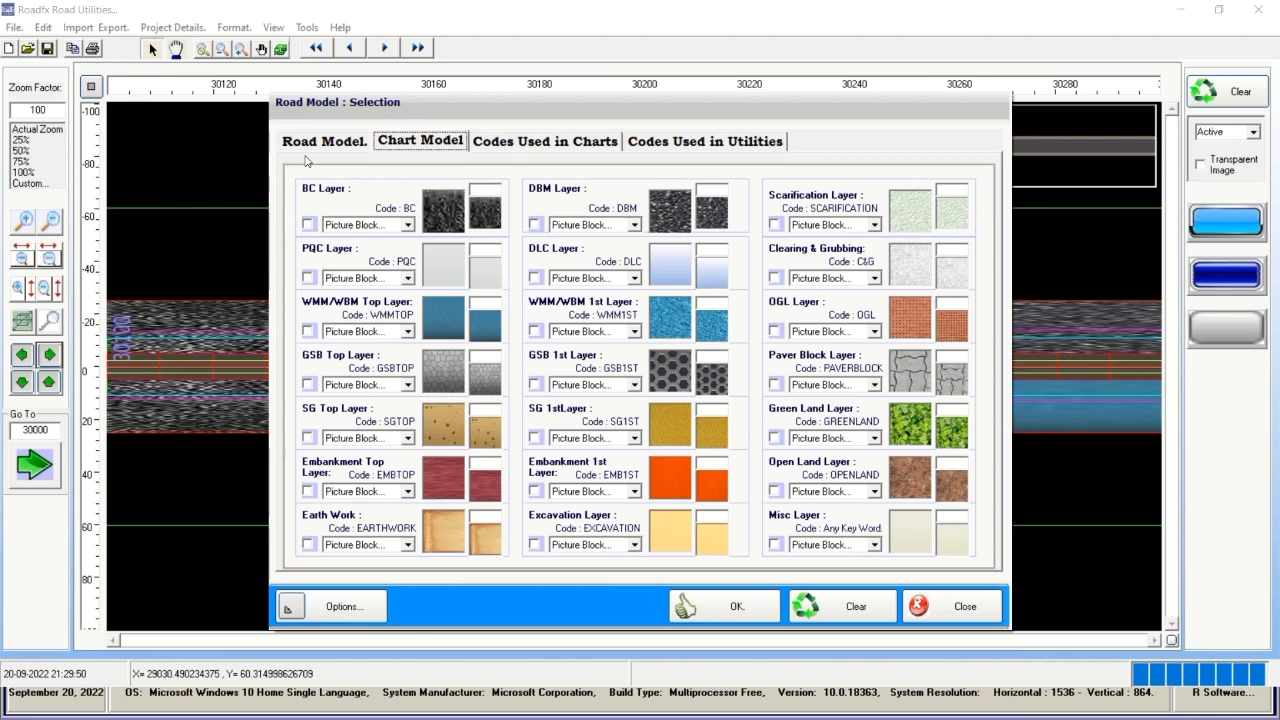 Roadfx Road Utilities...
File. Edit Import Export. Project Details. Format. View Tools Help
Zoom Factor:
100
Actual Zoom
25%
50%
75%
100%
Custom...
Go To
30000
30120 30140 30160 30180 30200 30220 30240 30260 30280
-100
-80
-60
-40
-20
0
20
40
60
80
30100
Road Model : Selection
Road Model. Chart Model Codes Used in Charts Codes Used in Utilities
BC Layer :
Code : BC
Picture Block...
DBM Layer :
Code : DBM
Picture Block...
Scarification Layer :
Code : SCARIFICATION
Picture Block...
PQC Layer :
Code : PQC
Picture Block...
DLC Layer :
Code : DLC
Picture Block...
Clearing & Grubbing:
Code : C&G
Picture Block...
WMM/WBM Top Layer:
Code : WMMTOP
Picture Block...
WMM/WBM 1st Layer :
Code : WMM1ST
Picture Block...
OGL Layer :
Code : OGL
Picture Block...
GSB Top Layer :
Code : GSBTOP
Picture Block...
GSB 1st Layer :
Code : GSB1ST
Picture Block...
Paver Block Layer :
Code : PAVERBLOCK
Picture Block...
SG Top Layer :
Code : SGTOP
Picture Block...
SG 1stLayer :
Code : SG1ST
Picture Block...
Green Land Layer :
Code : GREENLAND
Picture Block...
Embankment Top
Layer: Code : EMBTOP
Picture Block...
Embankment 1st
Layer: Code : EMB1ST
Picture Block...
Open Land Layer :
Code : OPENLAND
Picture Block...
Earth Work :
Code : EARTHWORK
Picture Block...
Excavation Layer :
Code : EXCAVATION
Picture Block...
Misc Layer :
Code : Any Key Word.
Picture Block...
Options... OK. Clear Close
Clear
Active
Transparent
Image
20-09-2022 21:29:50 X= 29030.490234375 , Y= 60.314998626709
September 20, 2022 OS: Microsoft Windows 10 Home Single Language, System Manufacturer: Microsoft Corporation, Build Type: Multiprocessor Free, Version: 10.0.18363, System Resolution: Horizontal : 1536 - Vertical : 864. R Software...